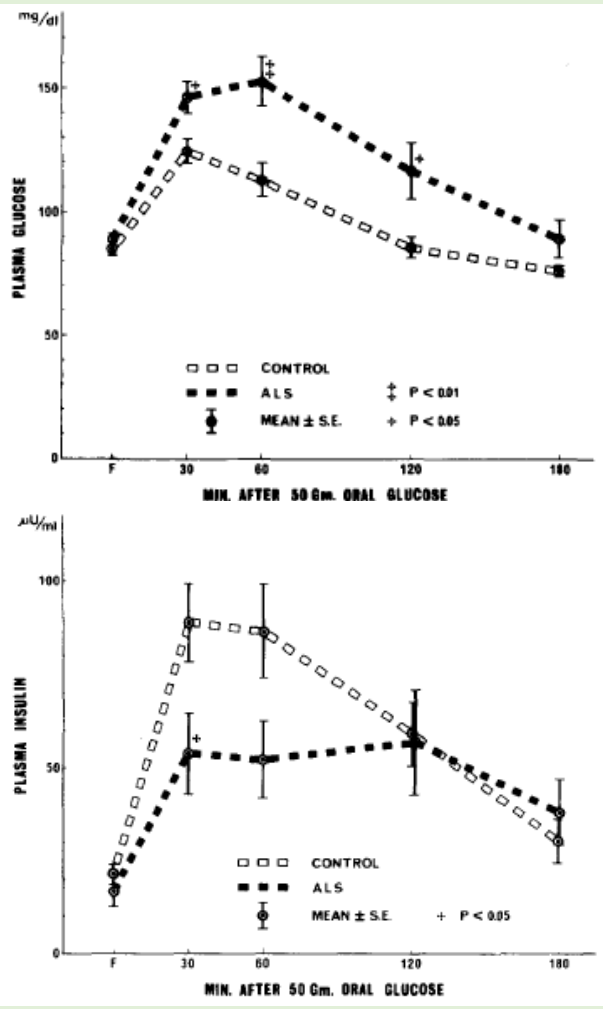 mg/dl
150
100
50
0
PLASMA GLUCOSE
+
‡
+
CONTROL
ALS
‡ P < 0.01
MEAN ± S.E.
+ P < 0.05
F 30 60 120 180
MIN. AFTER 50 Gm. ORAL GLUCOSE
µU/ml
100
50
0
PLASMA INSULIN
+
CONTROL
ALS
MEAN ± S.E. + P < 0.05
F 30 60 120 180
MIN. AFTER 50 Gm. ORAL GLUCOSE